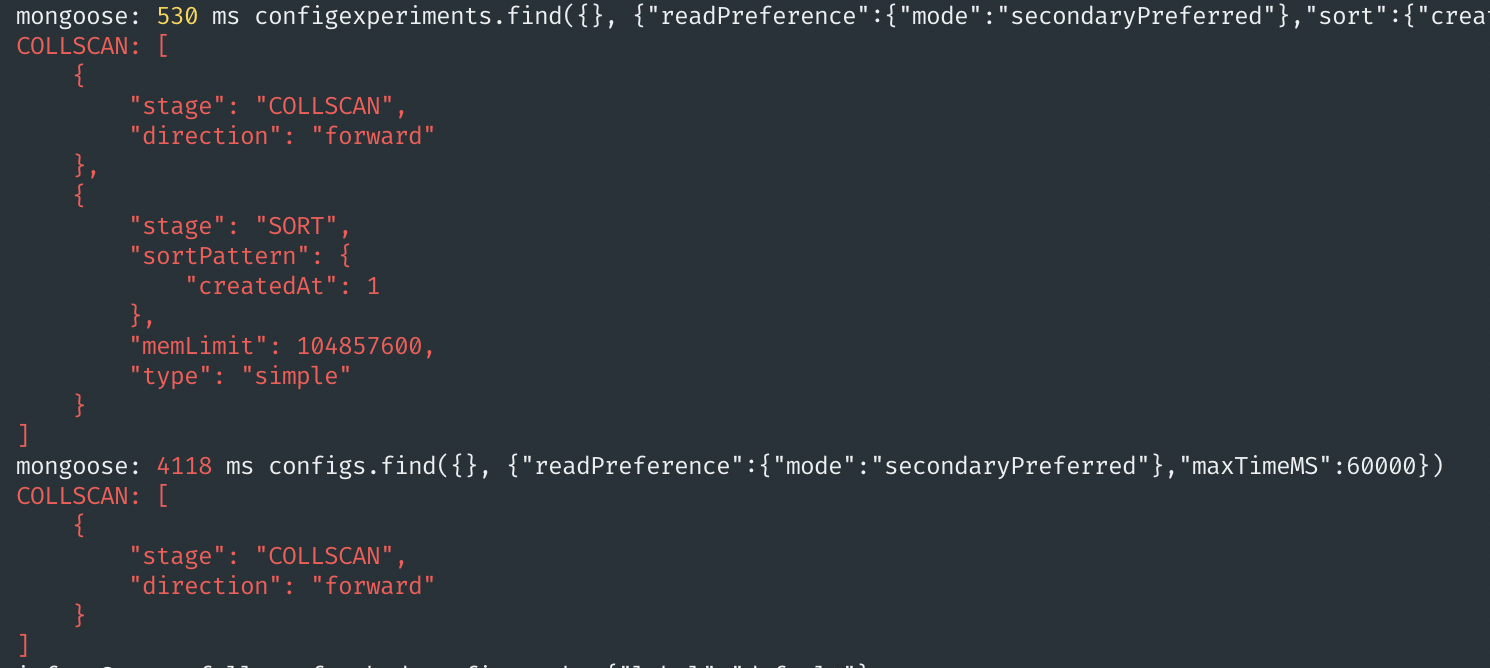 mongoose: 530 ms configexperiments.find({}, {"readPreference":{"mode":"secondaryPreferred"},"sort":{"crea
COLLSCAN: [
    {
        "stage": "COLLSCAN",
        "direction": "forward"
    },
    {
        "stage": "SORT",
        "sortPattern": {
            "createdAt": 1
        },
        "memLimit": 104857600,
        "type": "simple"
    }
]
mongoose: 4118 ms configs.find({}, {"readPreference":{"mode":"secondaryPreferred"},"maxTimeMS":60000})
COLLSCAN: [
    {
        "stage": "COLLSCAN",
        "direction": "forward"
    }
]